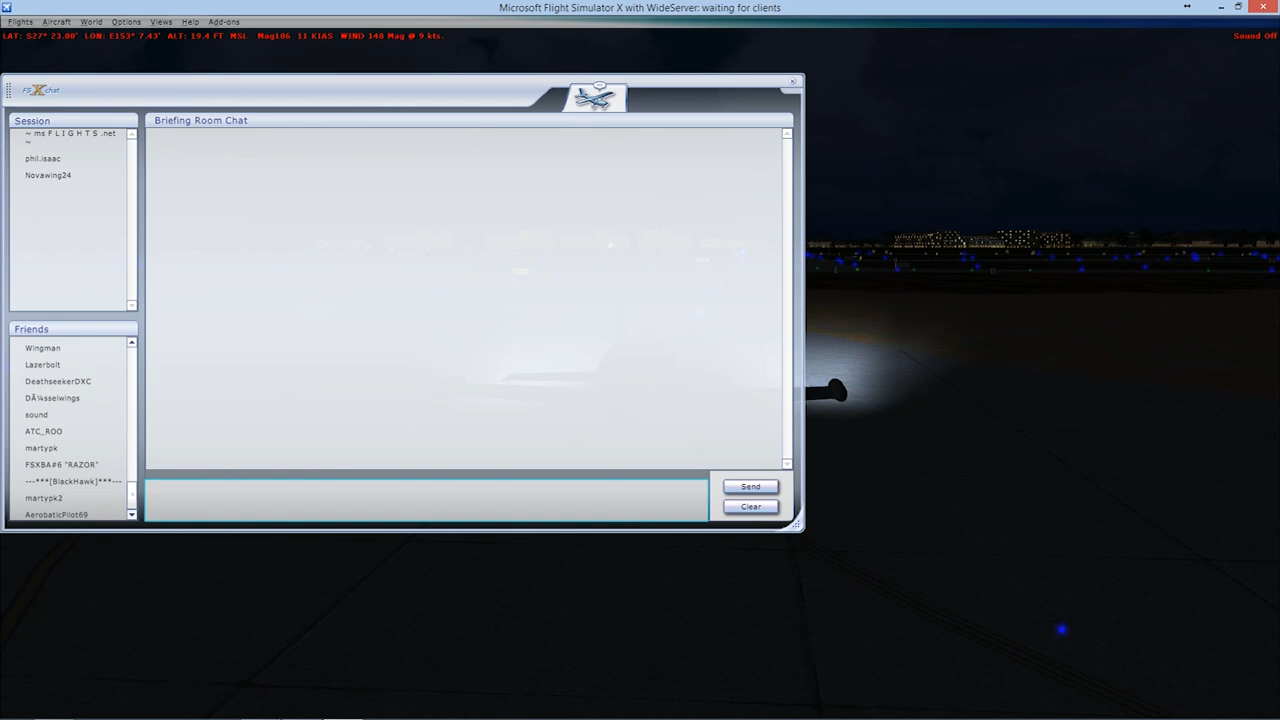 Microsoft Flight Simulator X with WideServer: waiting for clients
Flights Aircraft World Options Views Help Add-ons
LAT: S27° 23.00' LON: E153° 7.43' ALT: 19.4 FT MSL Mag106 11 KIAS WIND 148 Mag @ 9 kts.
Sound Off
FSX chat
Session
~ ms F L I G H T S .net
~
phil.isaac
Novawing24
Briefing Room Chat
Friends
Wingman
Lazerbolt
DeathseekerDXC
DÃ¼sselwings
sound
ATC_ROO
martypk
FSXBA#6 "RAZOR"
---***[BlackHawk]***---
martypk2
AerobaticPilot69
Send
Clear